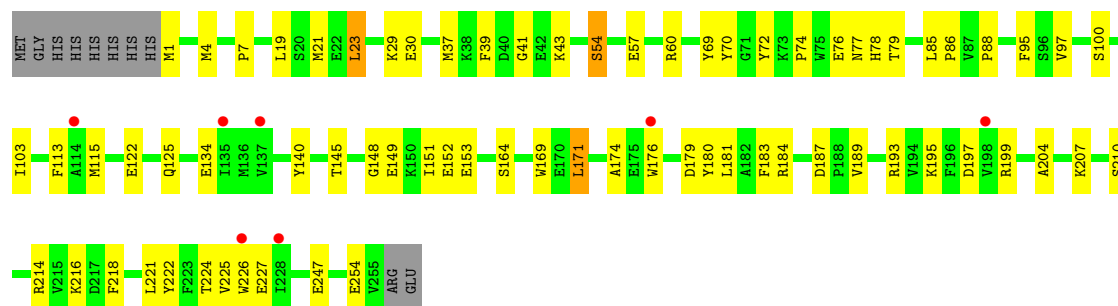 MET GLY HIS HIS HIS HIS HIS HIS M1 M4 P7 L19 S20 M21 E22 L23 K29 E30 M37 K38 F39 D40 G41 E42 K43 S54 E57 R60 Y69 Y70 G71 Y72 K73 P74 W75 E76 N77 H78 T79 L85 P86 V87 P88 F95 S96 V97 S100
I103 F113 A114 M115 E122 Q125 E134 I135 M136 V137 Y140 T145 G148 E149 K150 I151 E152 E153 S164 W169 E170 L171 A174 E175 W176 D179 Y180 L181 A182 F183 R184 D187 P188 V189 R193 V194 K195 F196 D197 V198 R199 A204 K207 S210
R214 V215 K216 D217 F218 L221 Y222 F223 T224 V225 W226 E227 I228 E247 E254 V255 ARG GLU